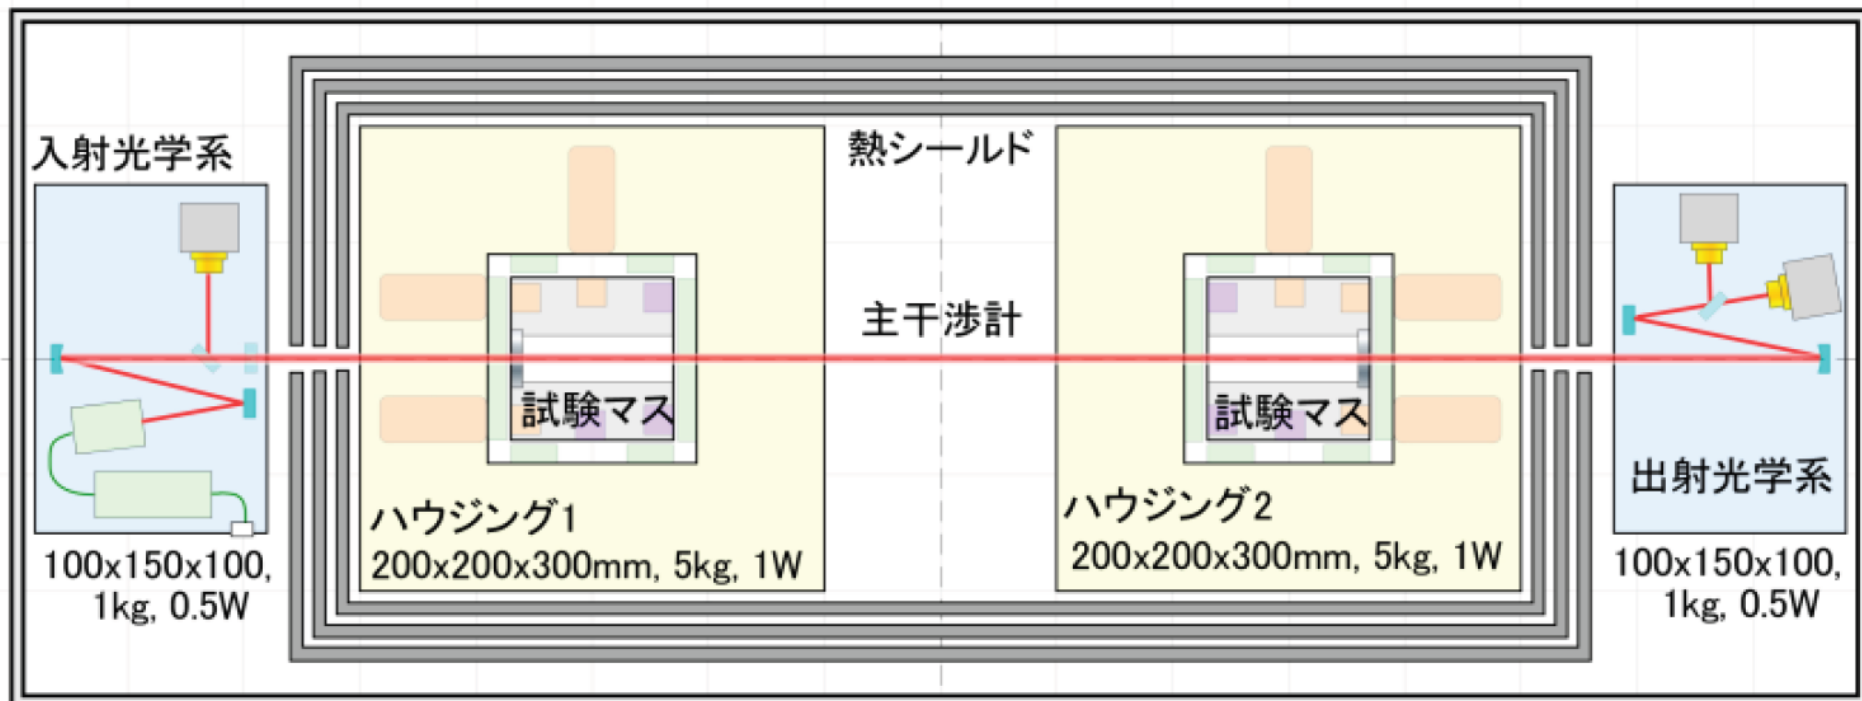 入射光学系
100x150x100,
1kg, 0.5W
熱シールド
主干渉計
試験マス
ハウジング1
200x200x300mm, 5kg, 1W
試験マス
ハウジング2
200x200x300mm, 5kg, 1W
出射光学系
100x150x100,
1kg, 0.5W